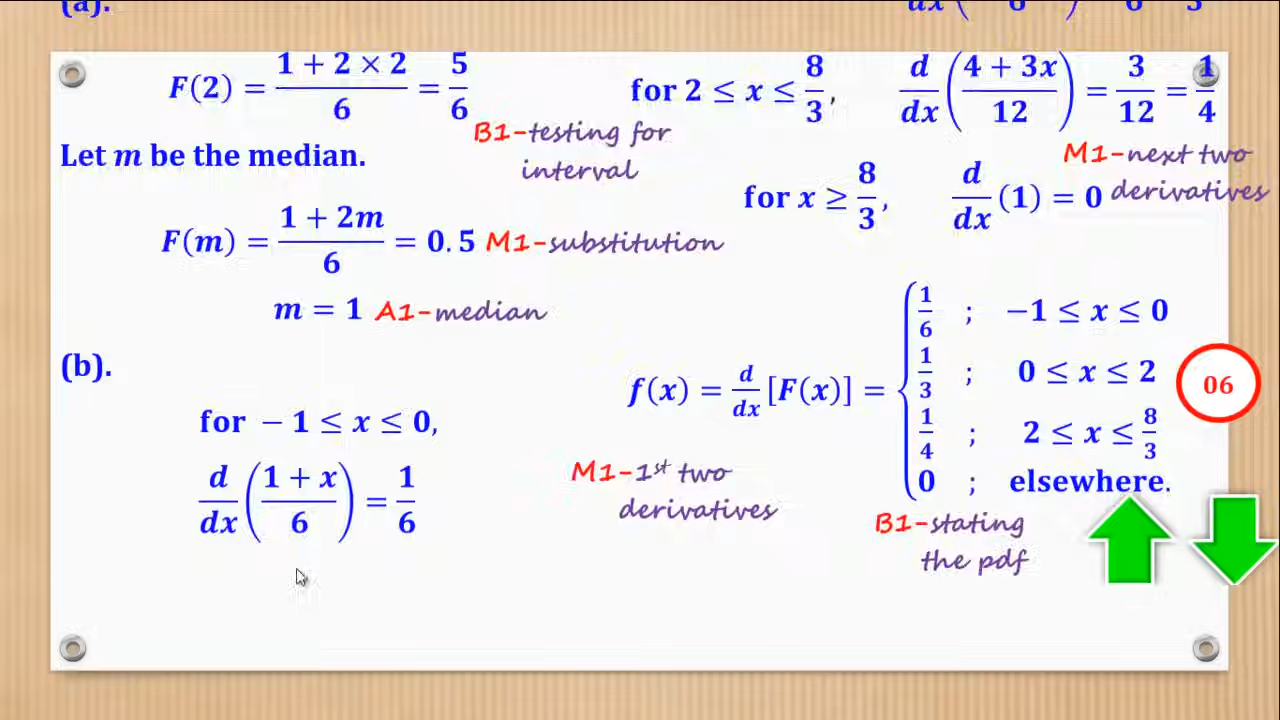 (a).
F(2) = (1 + 2 × 2)/6 = 5/6
B1-testing for
interval
Let m be the median.
F(m) = (1 + 2m)/6 = 0.5 M1-substitution
m = 1 A1-median
(b).
for − 1 ≤ x ≤ 0,
d/dx((1 + x)/6) = 1/6
dx( 6 ) 6 3
for 2 ≤ x ≤ 8/3, d/dx((4 + 3x)/12) = 3/12 = 1/4
M1-next two
derivatives
for x ≥ 8/3, d/dx(1) = 0
f(x) = d/dx[F(x)] = {
1/6 ; −1 ≤ x ≤ 0
1/3 ; 0 ≤ x ≤ 2
1/4 ; 2 ≤ x ≤ 8/3
0 ; elsewhere.
06
M1-1st two
derivatives
B1-stating
the pdf